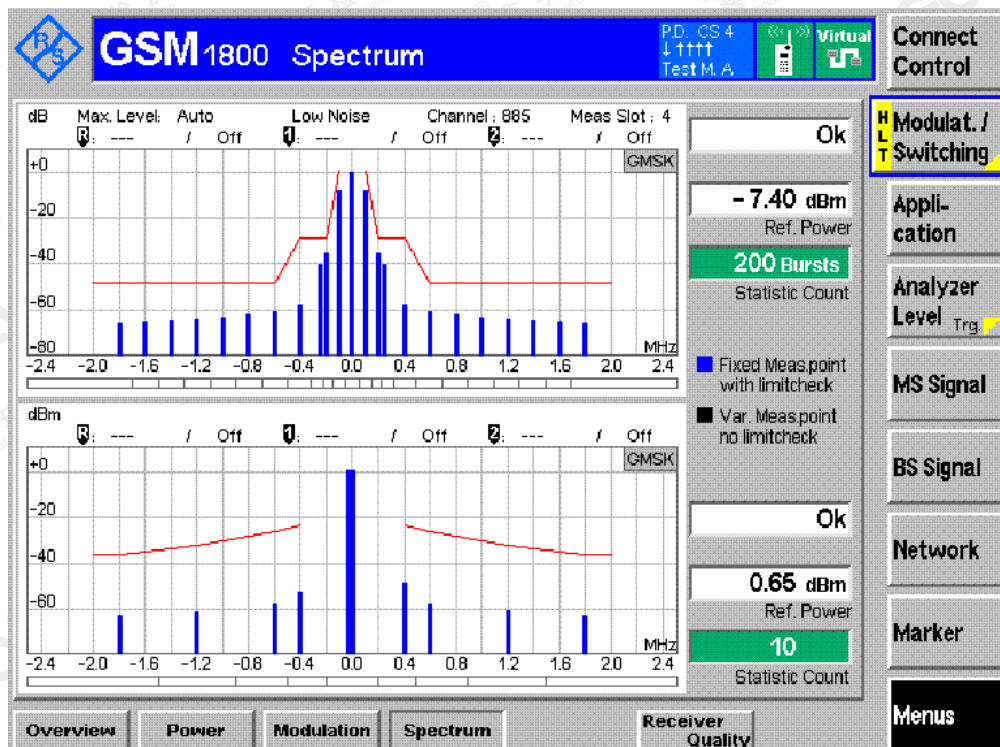 R/S
GSM 1800 Spectrum
P.D. CS 4
↓ ↑↑↑↑
Test M. A
Virtual
Connect
Control
dB Max. Level: Auto Low Noise Channel : 885 Meas Slot : 4
R: --- / Off 1: --- / Off 2: --- / Off
GMSK
+0
-20
-40
-60
-80
MHz
-2.4 -2.0 -1.6 -1.2 -0.8 -0.4 0.0 0.4 0.8 1.2 1.6 2.0 2.4
Ok
- 7.40 dBm
Ref. Power
200 Bursts
Statistic Count
Fixed Meas.point
with limitcheck
Var. Meas.point
no limitcheck
dBm
R: --- / Off 1: --- / Off 2: --- / Off
GMSK
+0
-20
-40
-60
MHz
-2.4 -2.0 -1.6 -1.2 -0.8 -0.4 0.0 0.4 0.8 1.2 1.6 2.0 2.4
Ok
0.65 dBm
Ref. Power
10
Statistic Count
HLT
Modulat. /
Switching
Appli-
cation
Analyzer
Level Trg.
MS Signal
BS Signal
Network
Marker
Menus
Overview Power Modulation Spectrum Receiver
Quality